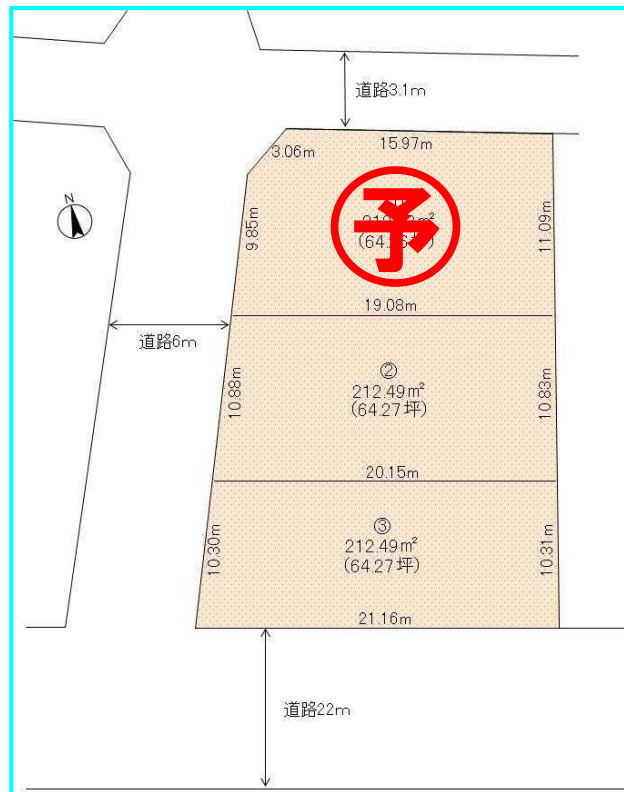 道路3.1m
3.06m
15.97m
予
N
9.85m
11.09m
19.08m
道路6m
②
212.49㎡
(64.27坪)
10.88m
10.83m
20.15m
③
212.49㎡
(64.27坪)
10.30m
10.31m
21.16m
道路22m